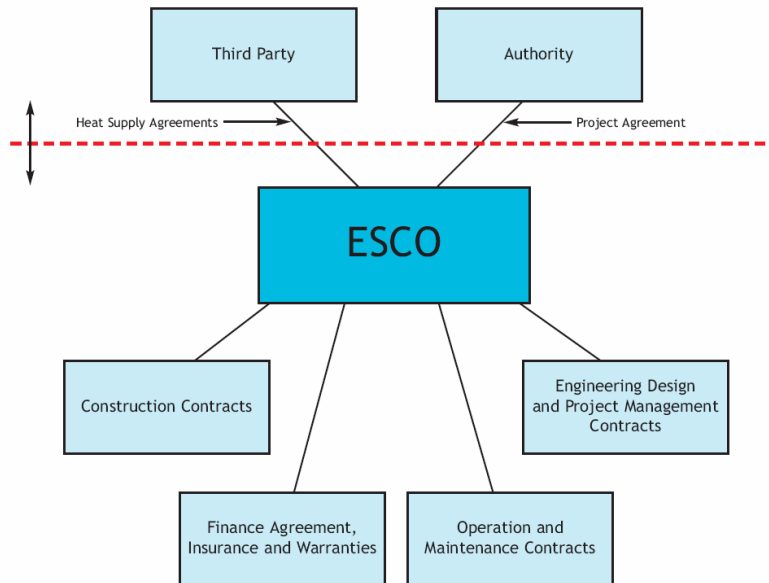 Third Party
Authority
Heat Supply Agreements
Project Agreement
ESCO
Construction Contracts
Engineering Design
and Project Management
Contracts
Finance Agreement,
Insurance and Warranties
Operation and
Maintenance Contracts